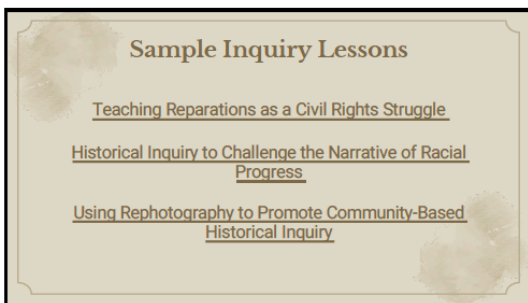 Sample Inquiry Lessons
Teaching Reparations as a Civil Rights Struggle
Historical Inquiry to Challenge the Narrative of Racial
Progress
Using Rephotography to Promote Community-Based
Historical Inquiry